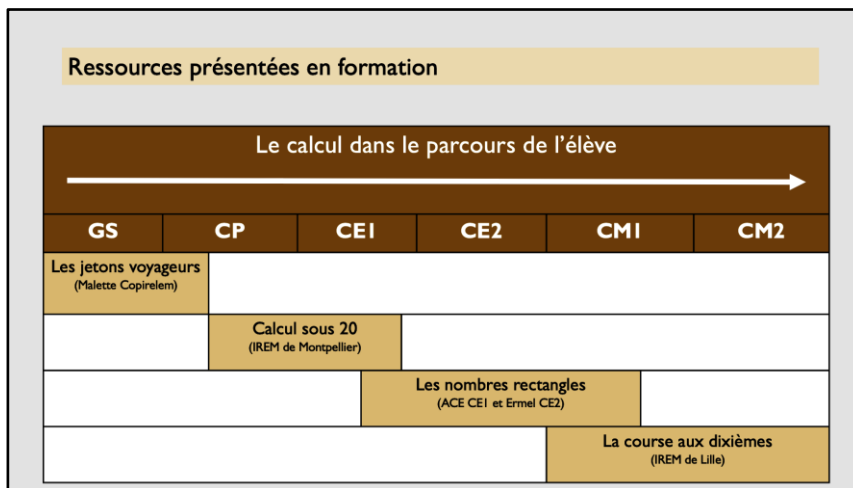 Ressources présentées en formation
Le calcul dans le parcours de l'élève
GS CP CE1 CE2 CM1 CM2
Les jetons voyageurs
(Malette Copirelem)
Calcul sous 20
(IREM de Montpellier)
Les nombres rectangles
(ACE CE1 et Ermel CE2)
La course aux dixièmes
(IREM de Lille)